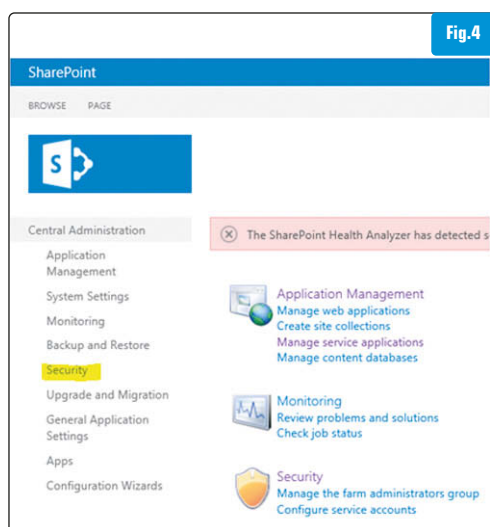 Fig.4
SharePoint
BROWSE PAGE
S
Central Administration
Application
Management
System Settings
Monitoring
Backup and Restore
Security
Upgrade and Migration
General Application
Settings
Apps
Configuration Wizards
The SharePoint Health Analyzer has detected s
Application Management
Manage web applications
Create site collections
Manage service applications
Manage content databases
Monitoring
Review problems and solutions
Check job status
Security
Manage the farm administrators group
Configure service accounts